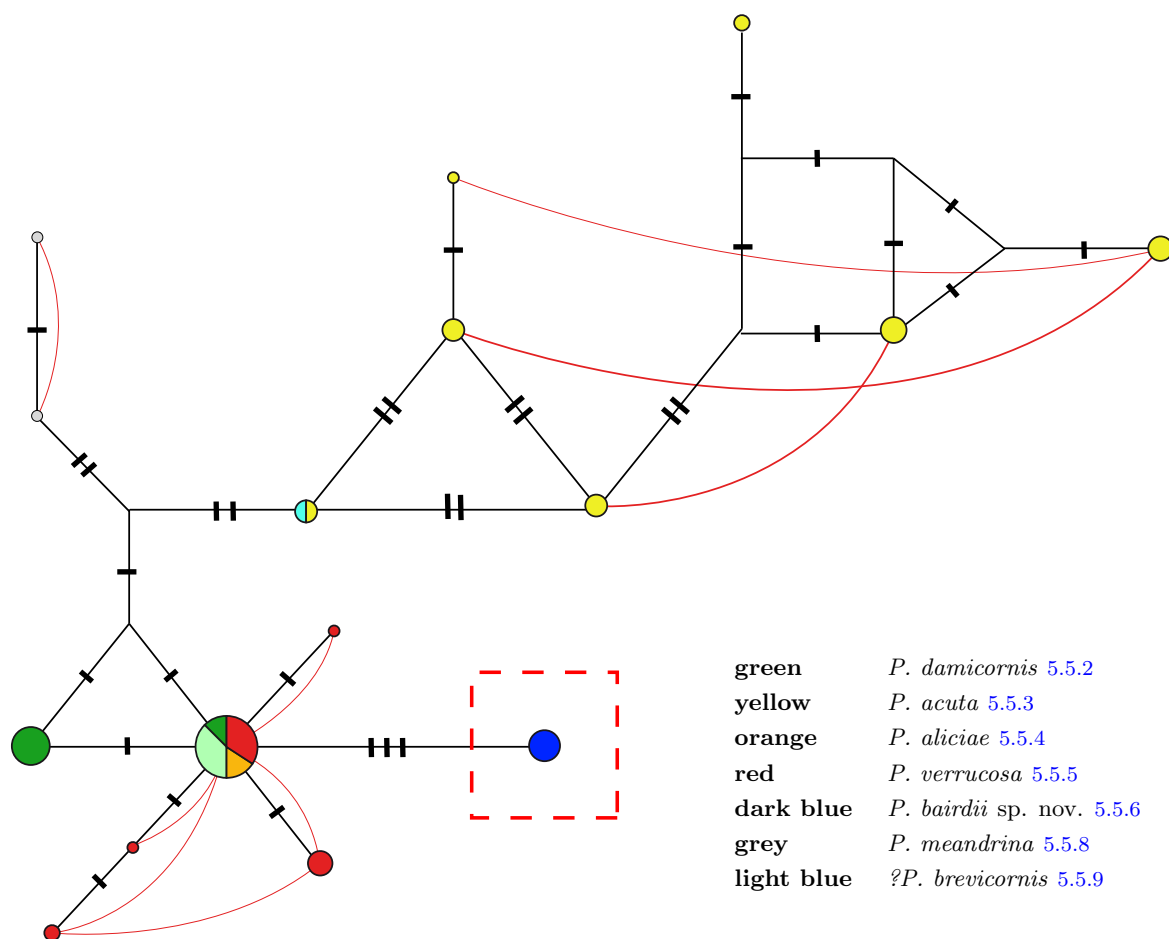 green P. damicornis 5.5.2
yellow P. acuta 5.5.3
orange P. aliciae 5.5.4
red P. verrucosa 5.5.5
dark blue P. bairdii sp. nov. 5.5.6
grey P. meandrina 5.5.8
light blue ?P. brevicornis 5.5.9